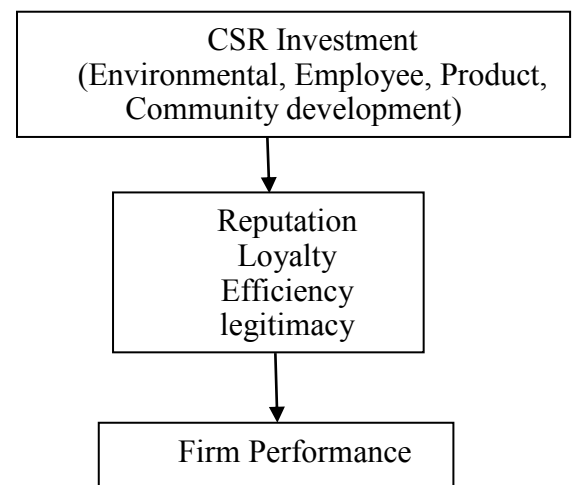 CSR Investment
(Environmental, Employee, Product,
Community development)
Reputation
Loyalty
Efficiency
legitimacy
Firm Performance